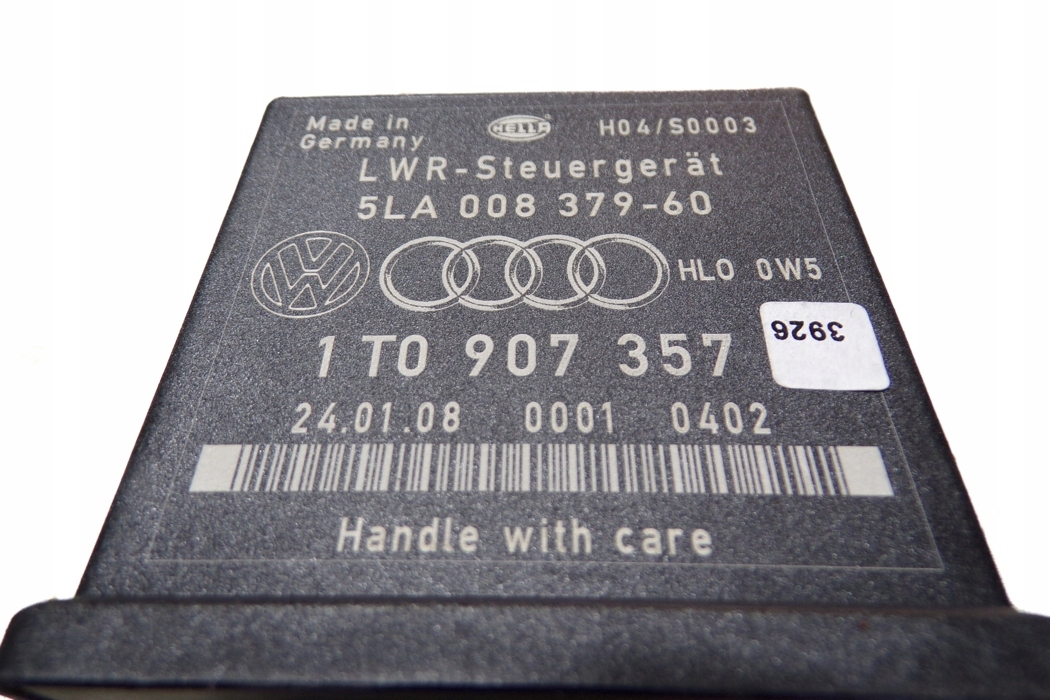 Made in
Germany
HELLA
H04/S0003
LWR-Steuergerät
5LA 008 379-60
HL0 0W5
1T0 907 357
3926
24.01.08 0001 0402
Handle with care